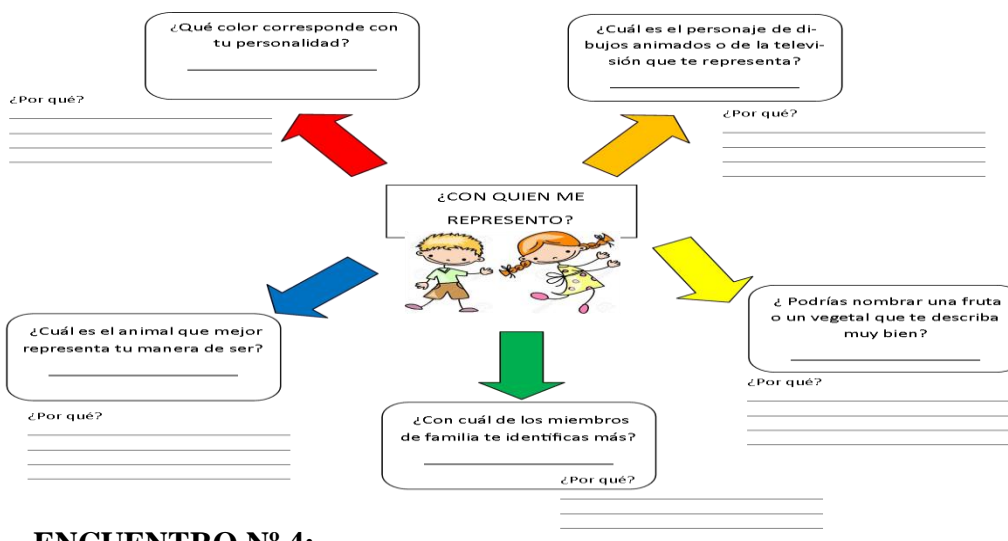 ¿Qué color corresponde con
tu personalidad?
¿Por qué?
¿Cuál es el personaje de di-
bujos animados o de la televi-
sión que te representa?
¿Por qué?
¿CON QUIEN ME
REPRESENTO?
¿Cuál es el animal que mejor
representa tu manera de ser?
¿Por qué?
¿ Podrías nombrar una fruta
o un vegetal que te describa
muy bien?
¿Por qué?
¿Con cuál de los miembros
de familia te identificas más?
¿Por qué?
ENCUENTRO Nº 4: